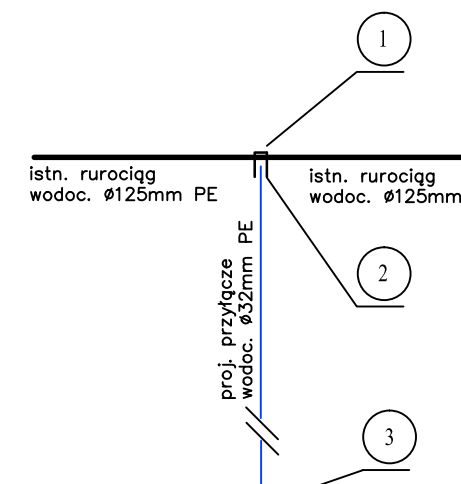 1
istn. rurociąg
wodoc. ø125mm PE
istn. rurociąg
wodoc. ø125mm
2
proj. przyłącze
wodoc. ø32mm PE
3